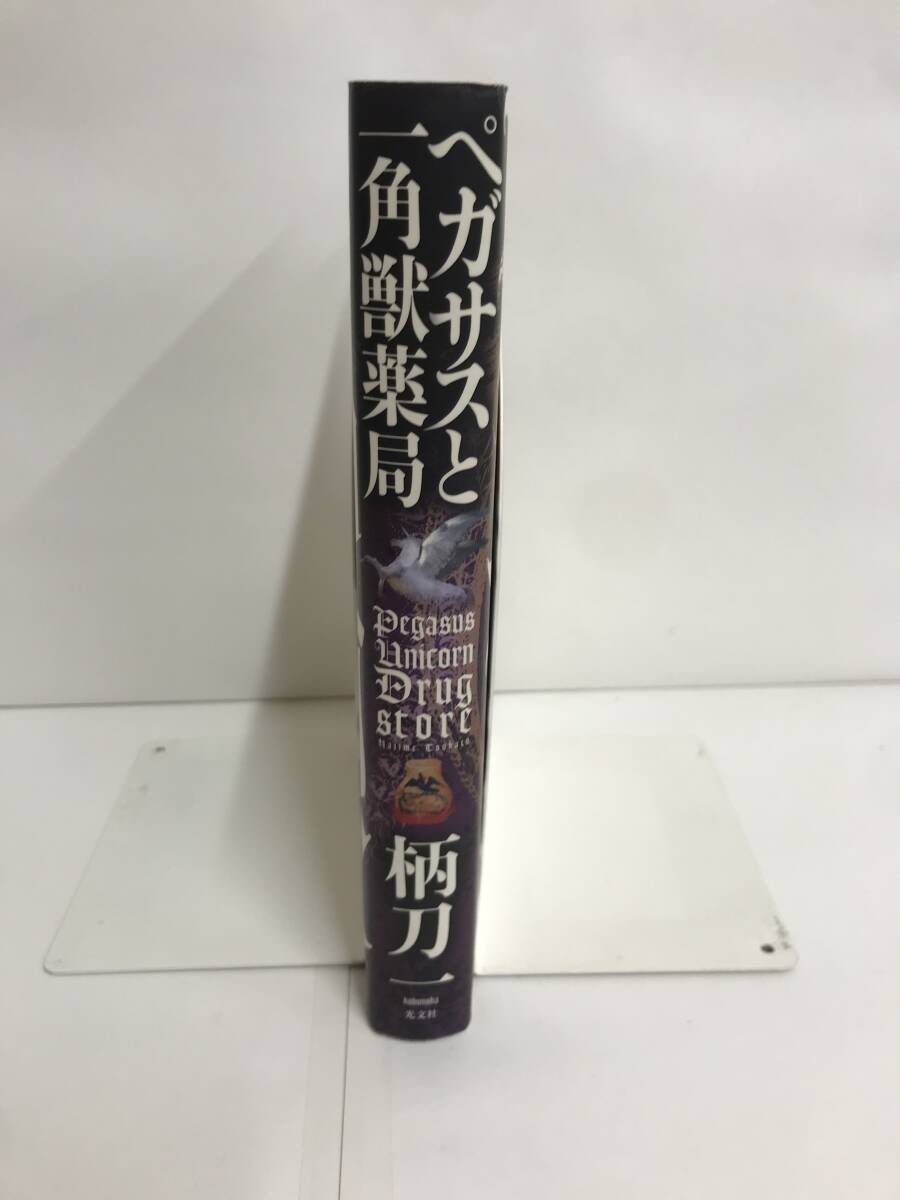 ペガサスと
一角獣薬局
Pegasus
Unicorn
Drug
store
Hajime Tsukato
柄刀一
kobunsha
光文社